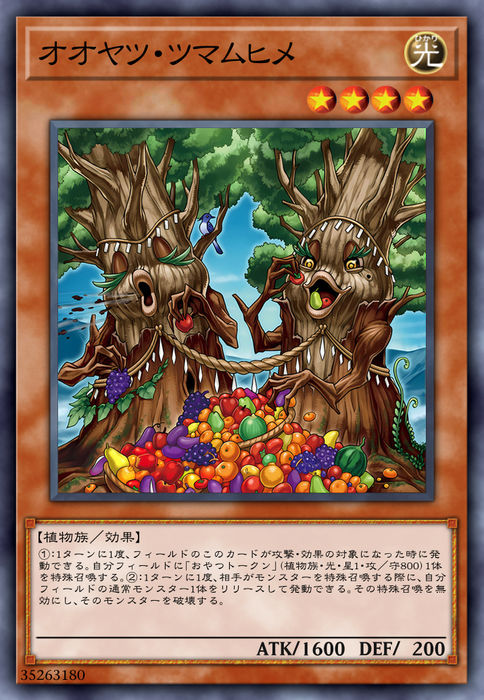 オオヤツ・ツマムヒメ
ひかり
光
【植物族／効果】
①:1ターンに1度、フィールドのこのカードが攻撃・効果の対象になった時に発
動できる。自分フィールドに「おやつトークン」(植物族・光・星1・攻／守800)1体
を特殊召喚する。②:1ターンに1度、相手がモンスターを特殊召喚する際に、自分
フィールドの通常モンスター1体をリリースして発動できる。その特殊召喚を無
効にし、そのモンスターを破壊する。
ATK/1600 DEF/ 200
35263180